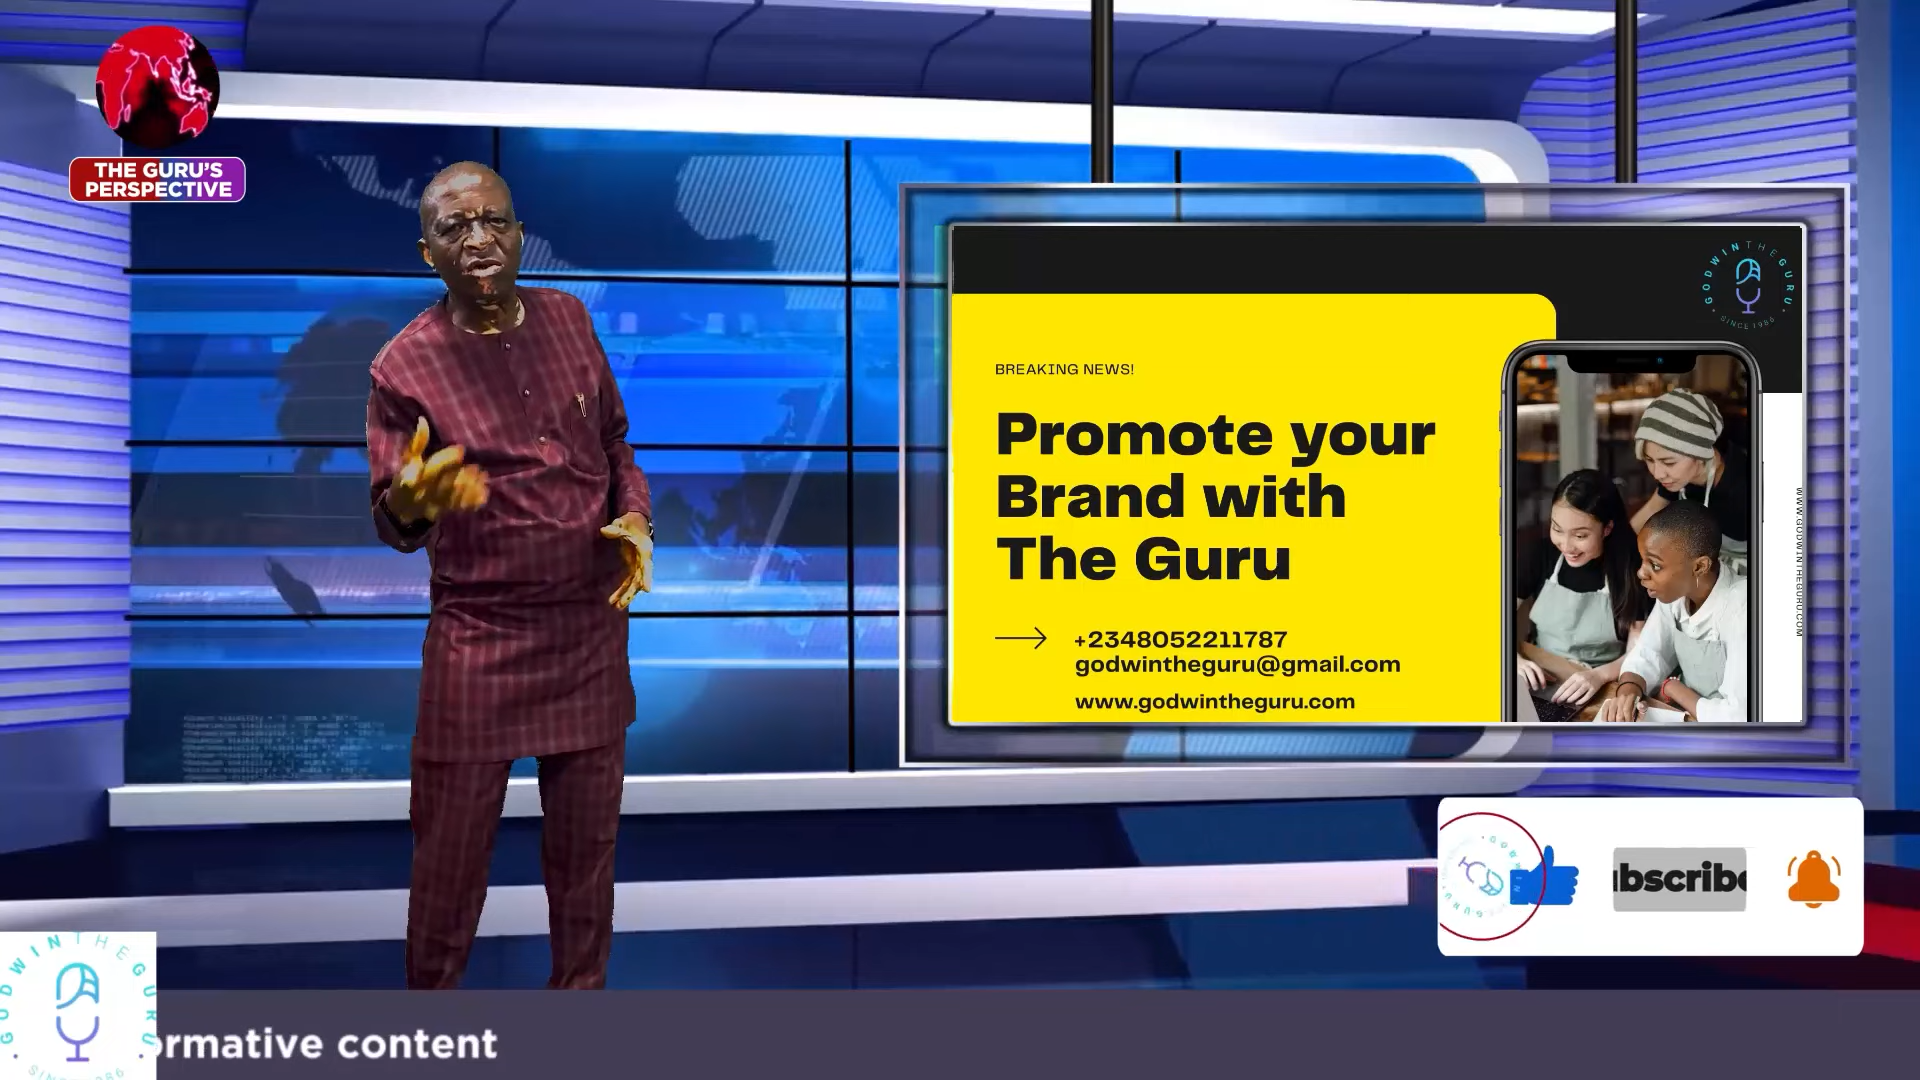 THE GURU'S
PERSPECTIVE
GODWINTHEGURU
SINCE 1986
BREAKING NEWS!
Promote your
Brand with
The Guru
+2348052211787
godwintheguru@gmail.com
www.godwintheguru.com
WWW.GODWINTHEGURU.COM
bscribe
GODWINTHEGURU
ormative content